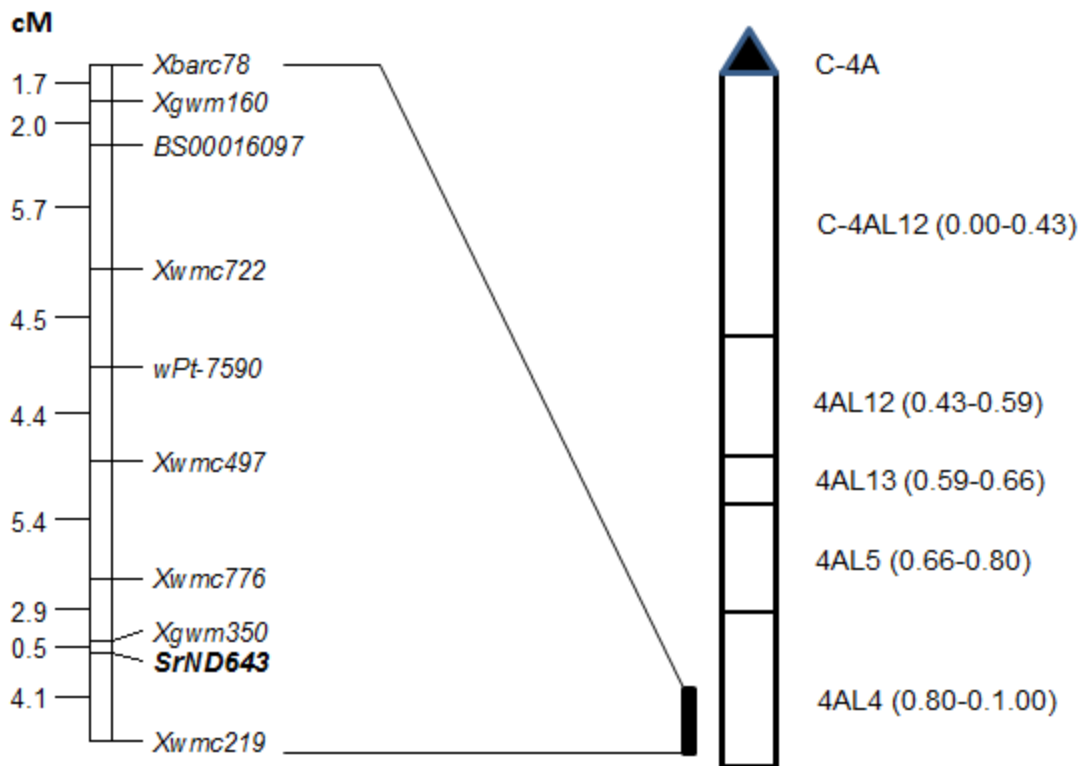 cM
1.7
2.0
5.7
4.5
4.4
5.4
2.9
0.5
4.1
Xbarc78
Xgwm160
BS00016097
Xwmc722
wPt-7590
Xwmc497
Xwmc776
Xgwm350
SrND643
Xwmc219
C-4A
C-4AL12 (0.00-0.43)
4AL12 (0.43-0.59)
4AL13 (0.59-0.66)
4AL5 (0.66-0.80)
4AL4 (0.80-0.1.00)